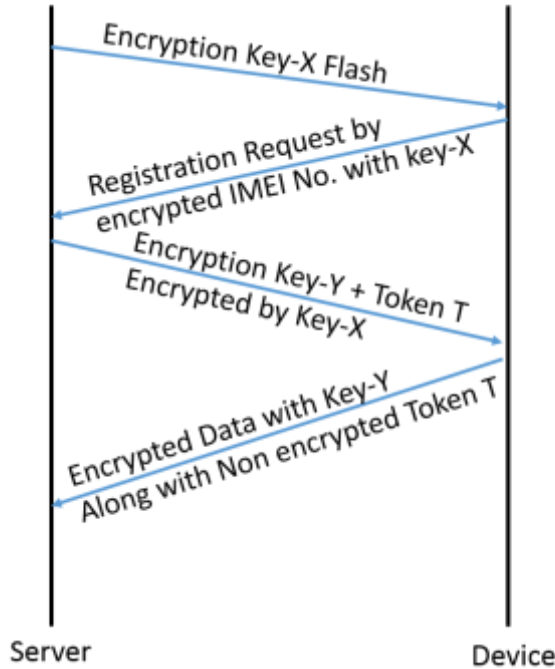 Encryption Key-X Flash
Registration Request by
encrypted IMEI No. with key-X
Encryption Key-Y + Token T
Encrypted by Key-X
Encrypted Data with Key-Y
Along with Non encrypted Token T
Server
Device